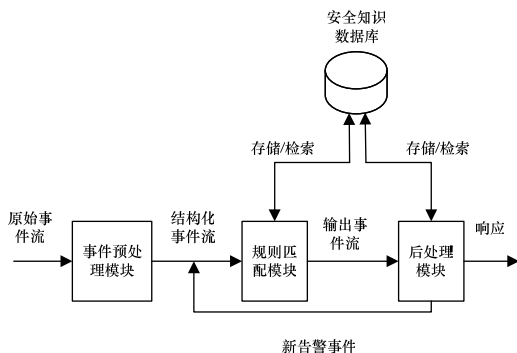 安全知识
数据库
存储/检索
存储/检索
原始事
件流
结构化
事件流
输出事
件流
响应
事件预处
理模块
规则匹
配模块
后处理
模块
新告警事件